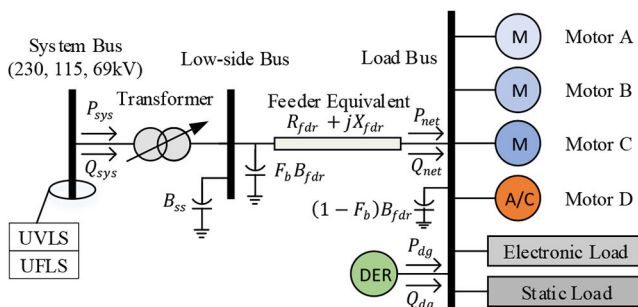 System Bus
(230, 115, 69kV)
Low-side Bus
Load Bus
Transformer
Feeder Equivalent
R_fdr + jX_fdr
P_sys
Q_sys
P_net
Q_net
F_b B_fdr
B_ss
(1 − F_b)B_fdr
UVLS
UFLS
DER
P_dg
Q_dg
M
Motor A
M
Motor B
M
Motor C
A/C
Motor D
Electronic Load
Static Load